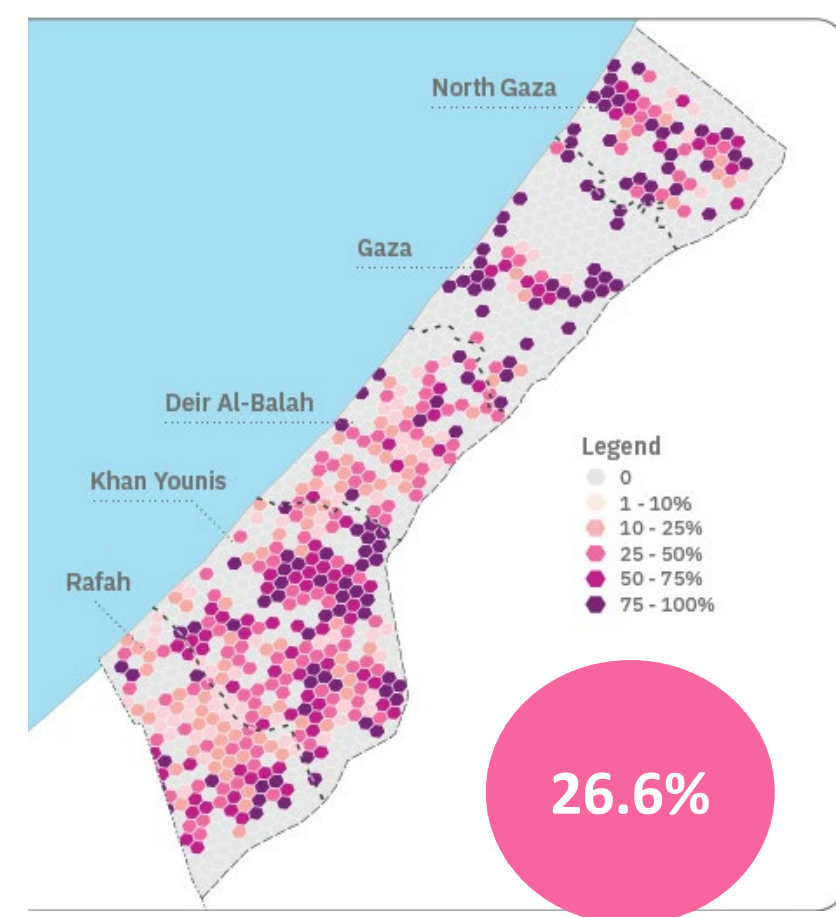 North Gaza
Gaza
Deir Al-Balah
Khan Younis
Rafah
Legend
0
1 - 10%
10 - 25%
25 - 50%
50 - 75%
75 - 100%
26.6%